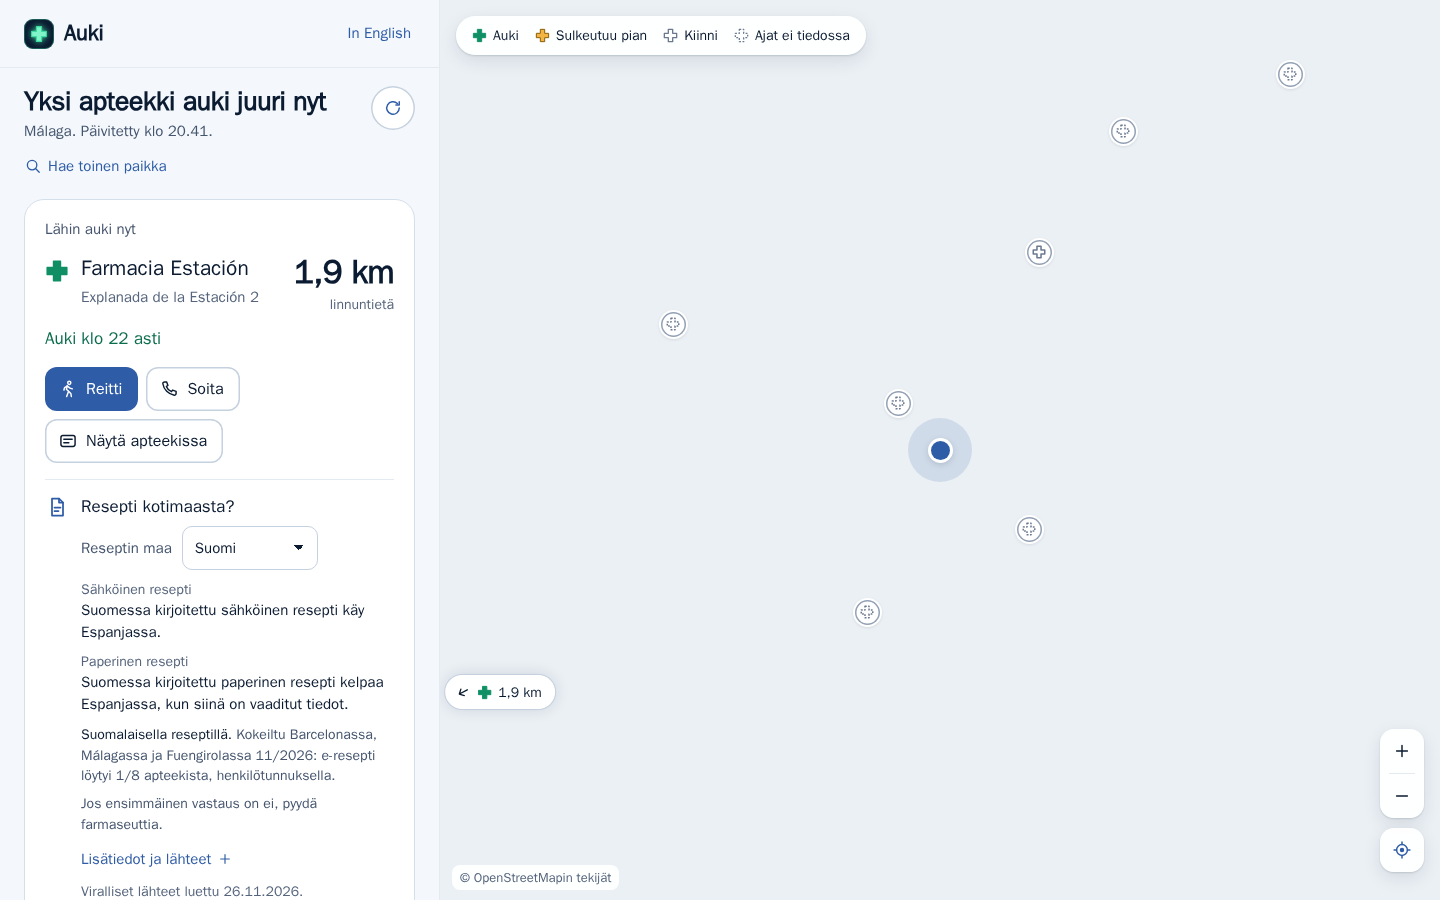 Auki
In English
Yksi apteekki auki juuri nyt
Málaga. Päivitetty klo 20.41.
Hae toinen paikka
Lähin auki nyt
Farmacia Estación
1,9 km
Explanada de la Estación 2
linnuntietä
Auki klo 22 asti
Reitti
Soita
Näytä apteekissa
Resepti kotimaasta?
Reseptin maa
Suomi
Sähköinen resepti
Suomessa kirjoitettu sähköinen resepti käy
Espanjassa.
Paperinen resepti
Suomessa kirjoitettu paperinen resepti kelpaa
Espanjassa, kun siinä on vaaditut tiedot.
Suomalaisella reseptillä. Kokeiltu Barcelonassa,
Málagassa ja Fuengirolassa 11/2026: e-resepti
löytyi 1/8 apteekista, henkilötunnuksella.
Jos ensimmäinen vastaus on ei, pyydä
farmaseuttia.
Lisätiedot ja lähteet +
Viralliset lähteet luettu 26.11.2026.
Auki
Sulkeutuu pian
Kiinni
Ajat ei tiedossa
1,9 km
+
−
© OpenStreetMapin tekijät